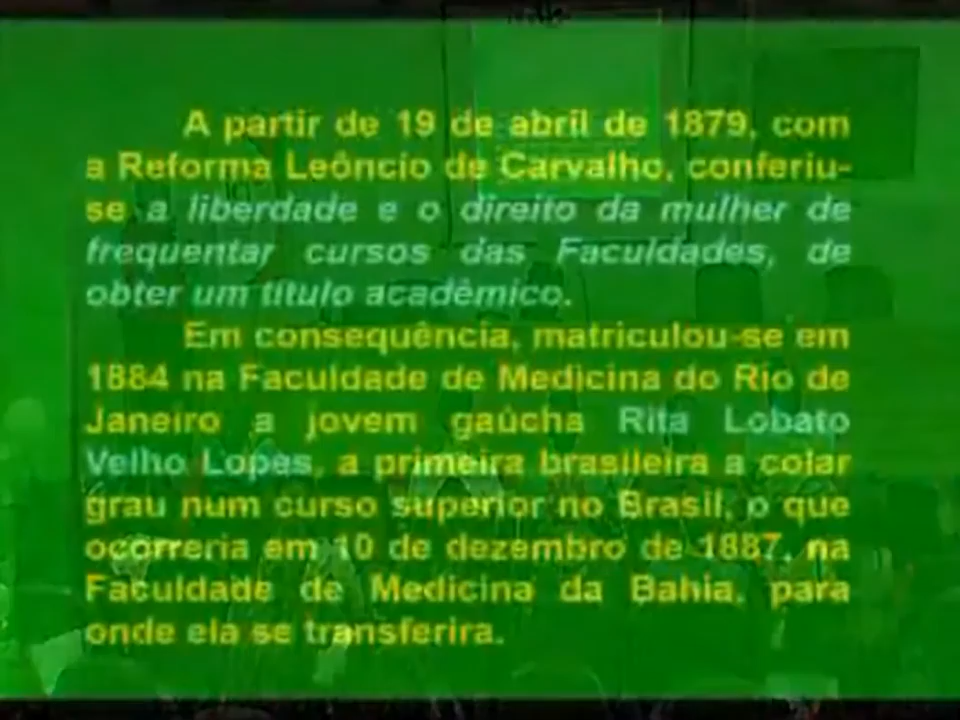 A partir de 19 de abril de 1879, com
a Reforma Leôncio de Carvalho, conferiu-
se a liberdade e o direito da mulher de
frequentar cursos das Faculdades, de
obter um título acadêmico.
Em consequência, matriculou-se em
1884 na Faculdade de Medicina do Rio de
Janeiro a jovem gaúcha Rita Lobato
Velho Lopes, a primeira brasileira a colar
grau num curso superior no Brasil, o que
ocorreria em 10 de dezembro de 1887, na
Faculdade de Medicina da Bahia, para
onde ela se transferira.